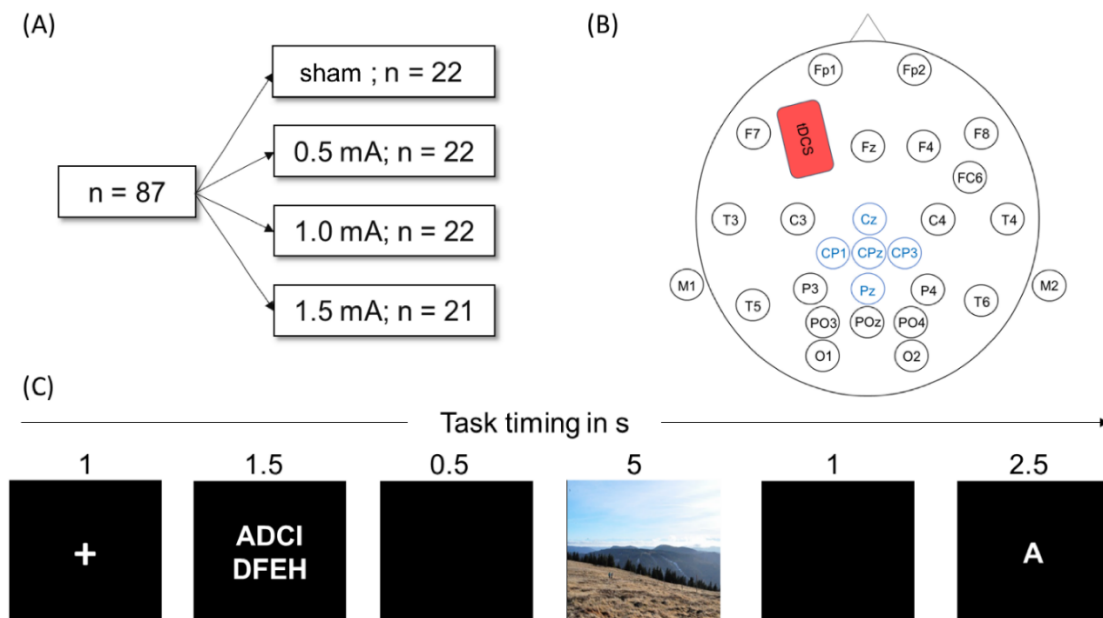 (A)
n = 87
sham ; n = 22
0.5 mA; n = 22
1.0 mA; n = 22
1.5 mA; n = 21
(B)
Fp1 Fp2
F7 tDCS Fz F4 F8
FC6
T3 C3 Cz C4 T4
CP1 CPz CP3
M1 P3 Pz P4 M2
T5 T6
PO3 POz PO4
O1 O2
(C)
Task timing in s
1 1.5 0.5 5 1 2.5
+ ADCI A
DFEH